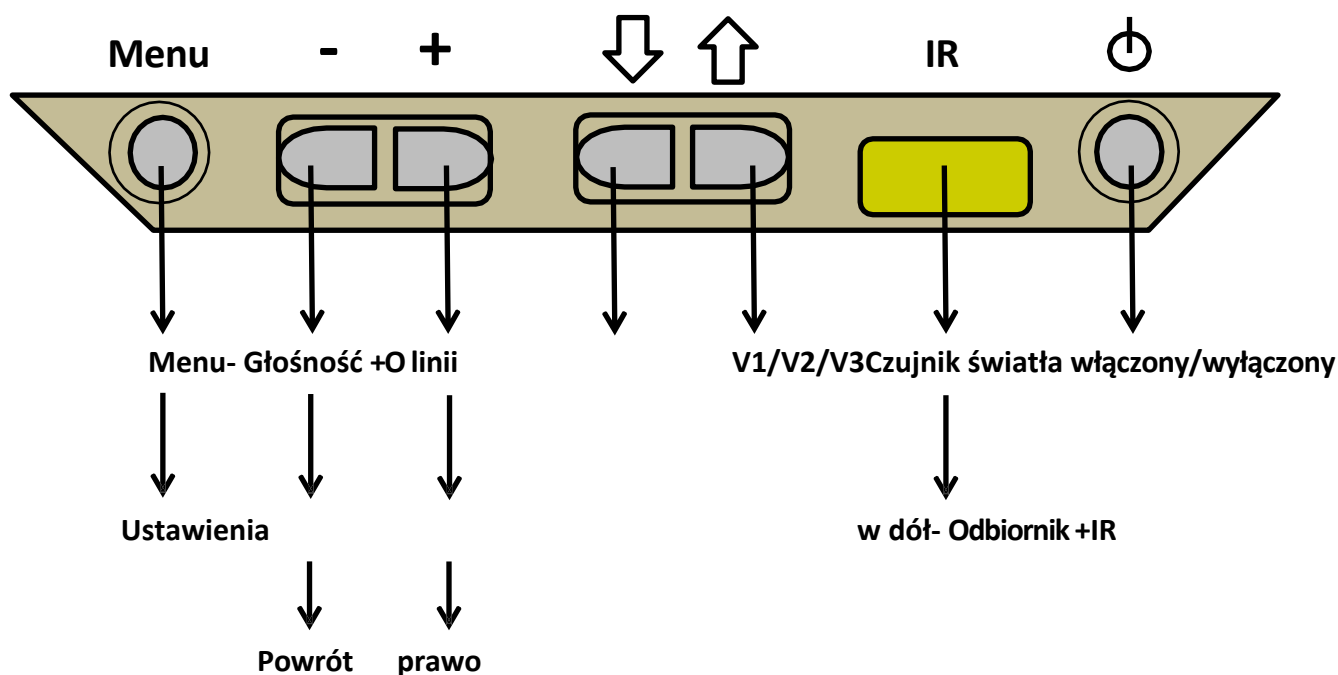 Menu - + IR
Menu- Głośność +O linii V1/V2/V3Czujnik światła włączony/wyłączony
Ustawienia w dół- Odbiornik +IR
Powrót prawo